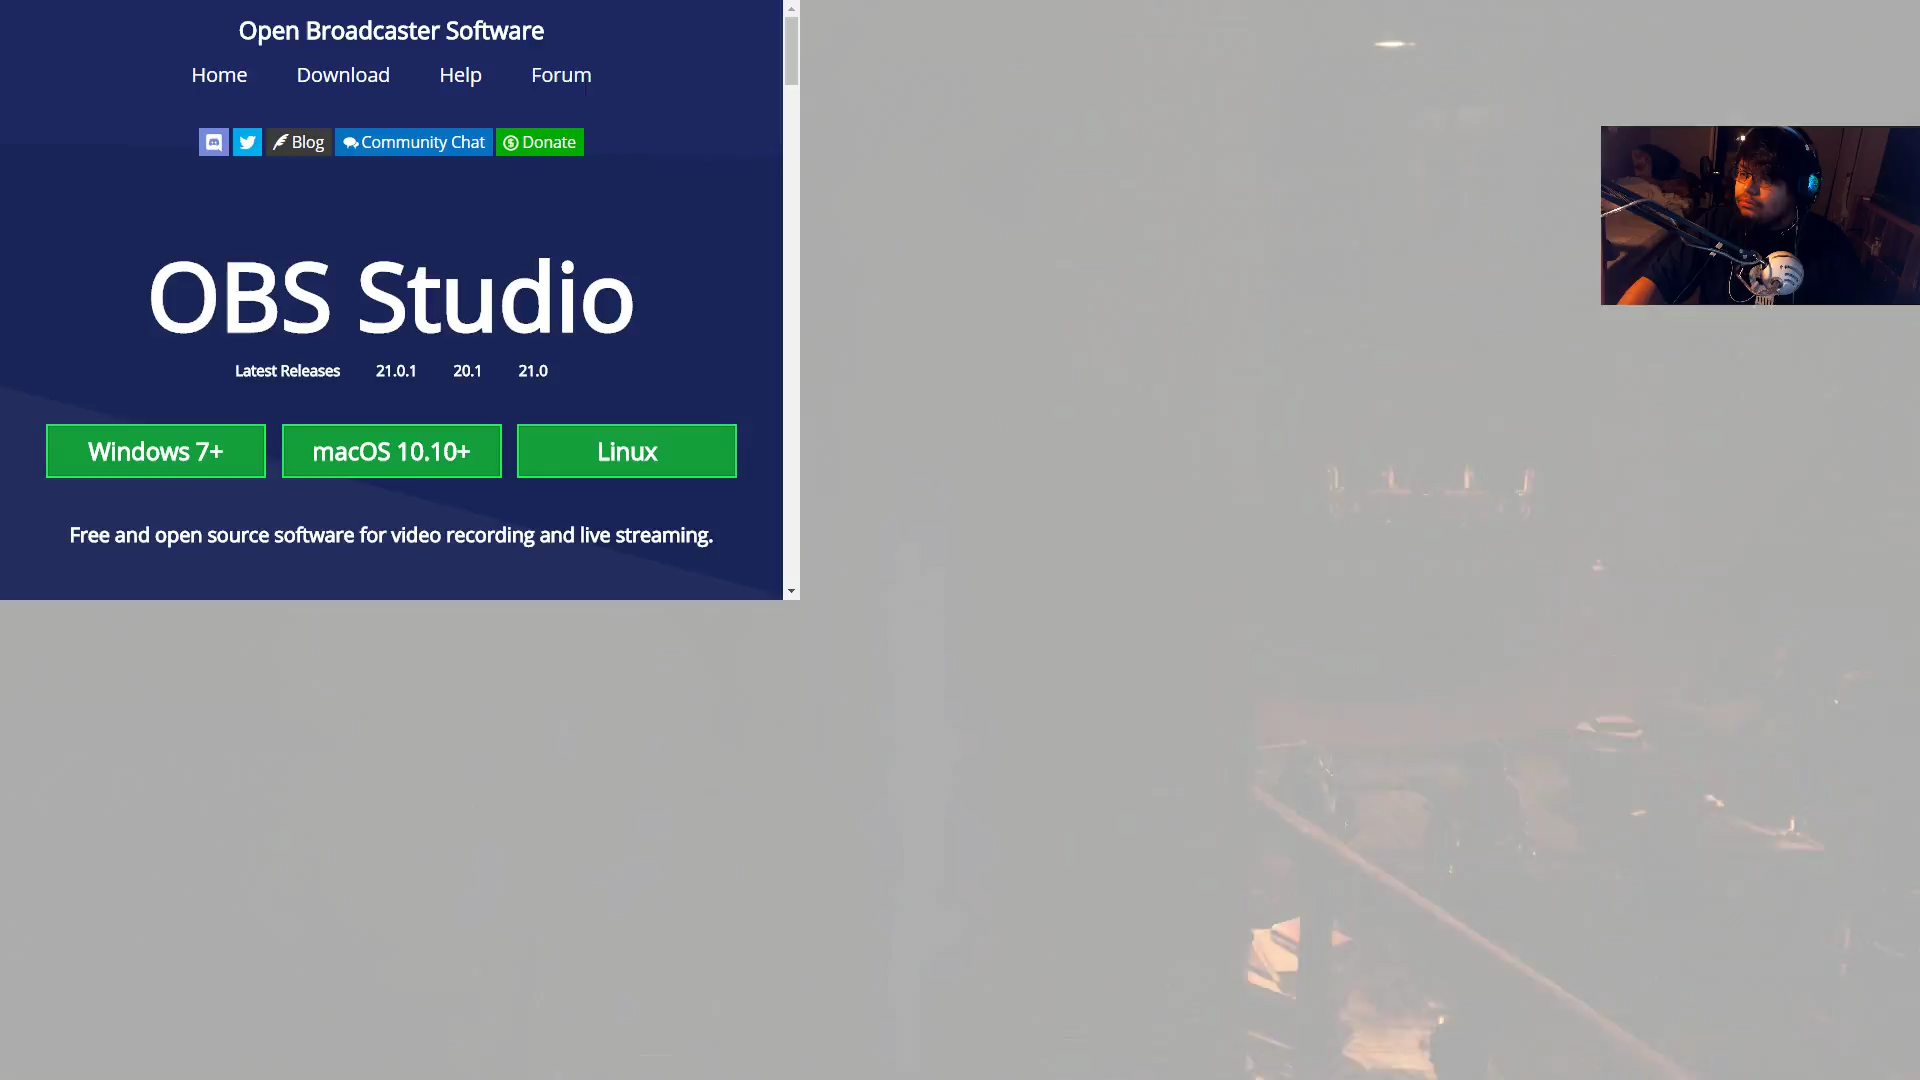 Open Broadcaster Software
Home Download Help Forum
Blog Community Chat Donate
OBS Studio
Latest Releases 21.0.1 20.1 21.0
Windows 7+ macOS 10.10+ Linux
Free and open source software for video recording and live streaming.